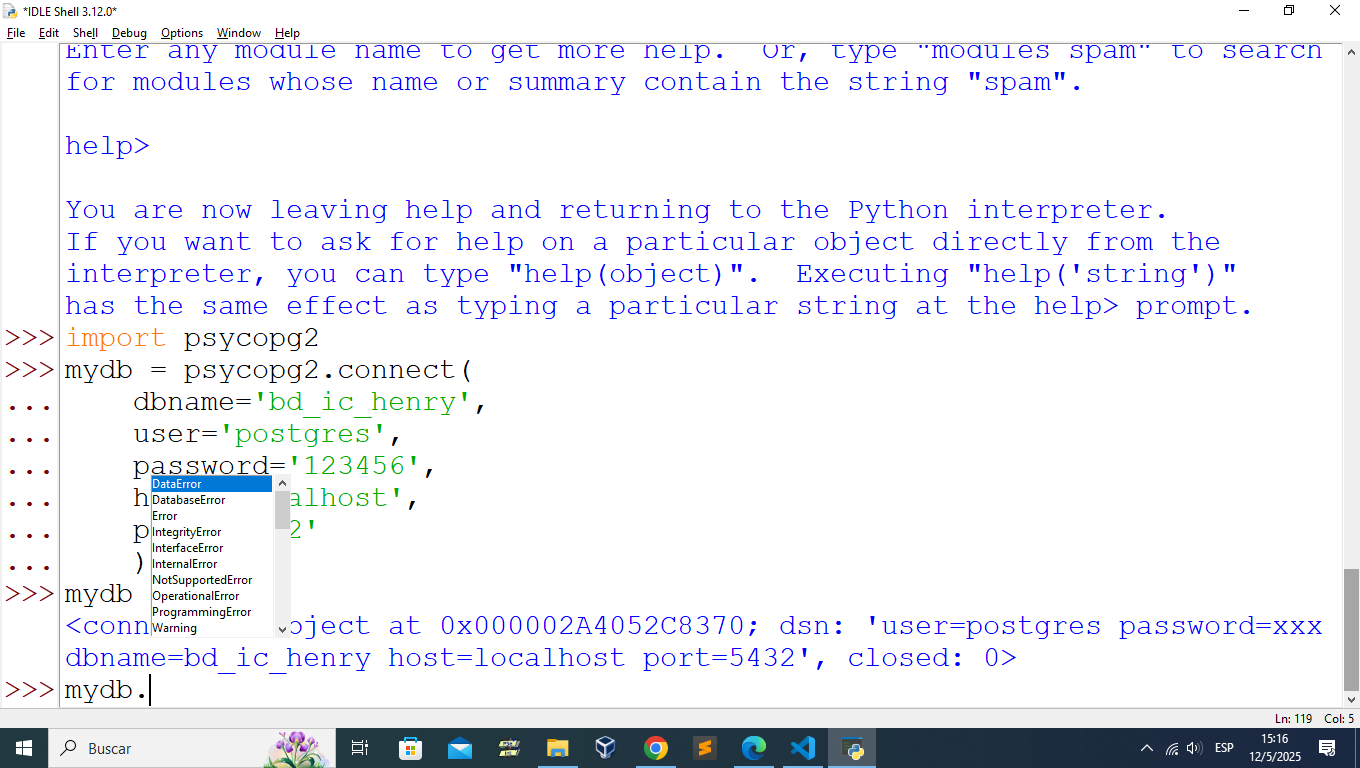 *IDLE Shell 3.12.0*
File Edit Shell Debug Options Window Help
Enter any module name to get more help.  Or, type "modules spam" to search
for modules whose name or summary contain the string "spam".
help>
You are now leaving help and returning to the Python interpreter.
If you want to ask for help on a particular object directly from the
interpreter, you can type "help(object)".  Executing "help('string')"
has the same effect as typing a particular string at the help> prompt.
>>> import psycopg2
>>> mydb = psycopg2.connect(
...     dbname='bd_ic_henry',
...     user='postgres',
...     password='123456',
...     h alhost',
...     p 2'
...     )
>>> mydb
<conn bject at 0x000002A4052C8370; dsn: 'user=postgres password=xxx
dbname=bd_ic_henry host=localhost port=5432', closed: 0>
>>> mydb.
DataError
DatabaseError
Error
IntegrityError
InterfaceError
InternalError
NotSupportedError
OperationalError
ProgrammingError
Warning
Ln: 119 Col: 5
Buscar
ESP
15:16
12/5/2025